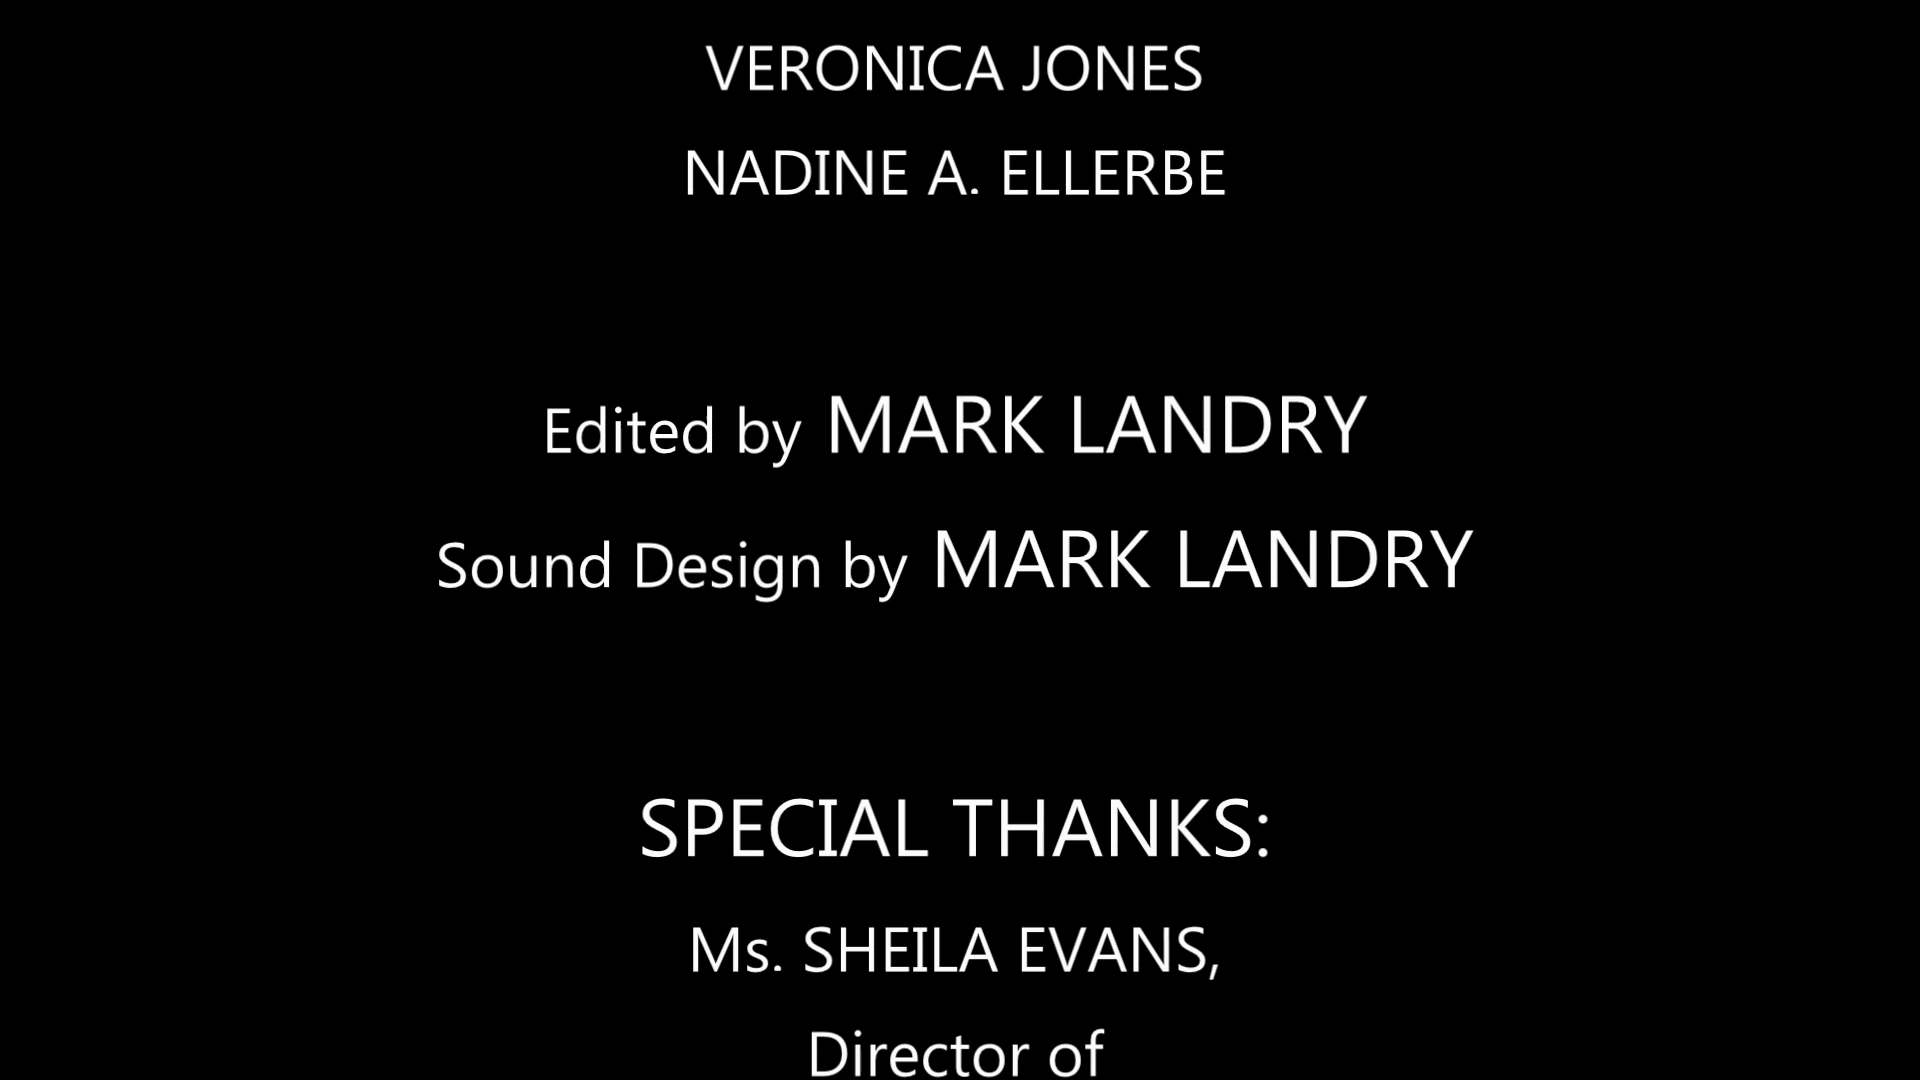 VERONICA JONES
NADINE A. ELLERBE
Edited by MARK LANDRY
Sound Design by MARK LANDRY
SPECIAL THANKS:
Ms. SHEILA EVANS,
Director of